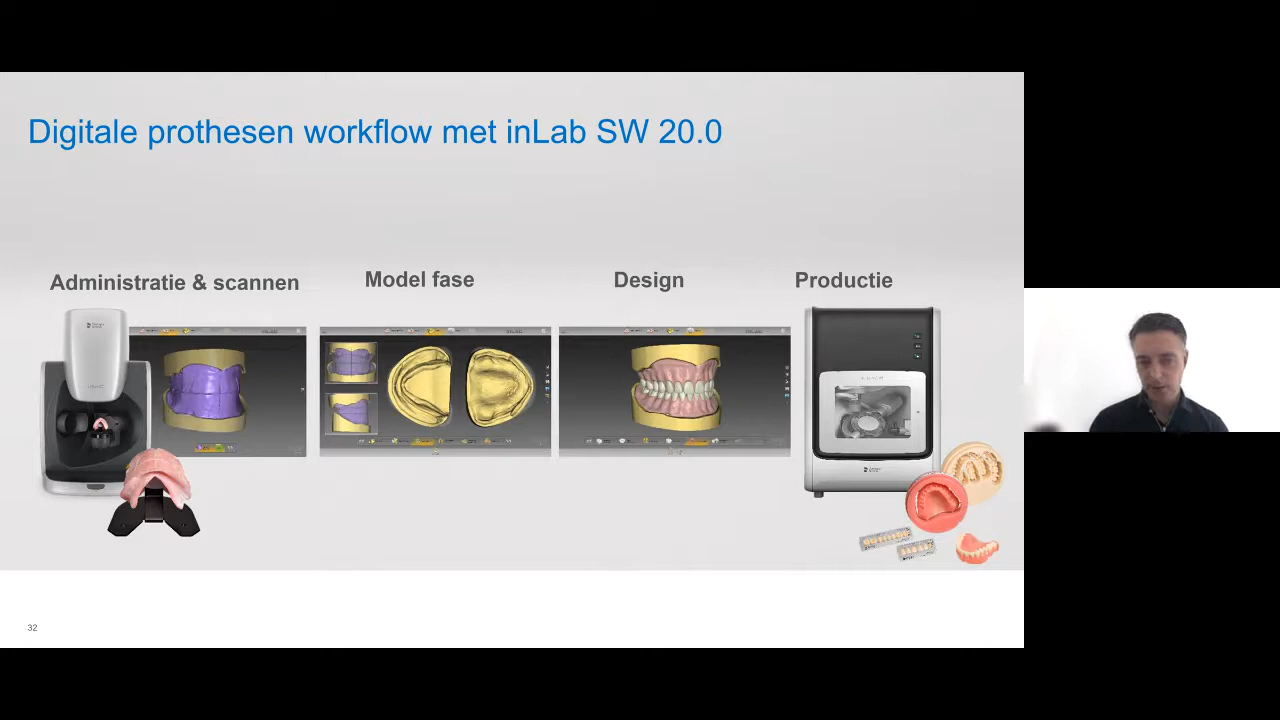 Digitale prothesen workflow met inLab SW 20.0
Administratie & scannen
Model fase
Design
Productie
32